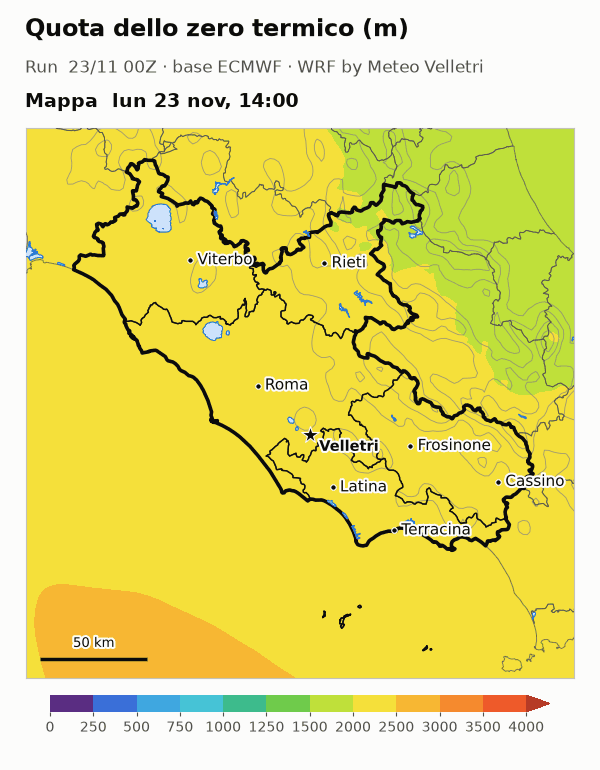 Quota dello zero termico (m)
Run  23/11 00Z · base ECMWF · WRF by Meteo Velletri
Mappa  lun 23 nov, 14:00
Viterbo
Rieti
Roma
Velletri
Frosinone
Cassino
Latina
Terracina
50 km
0 250 500 750 1000 1250 1500 2000 2500 3000 3500 4000